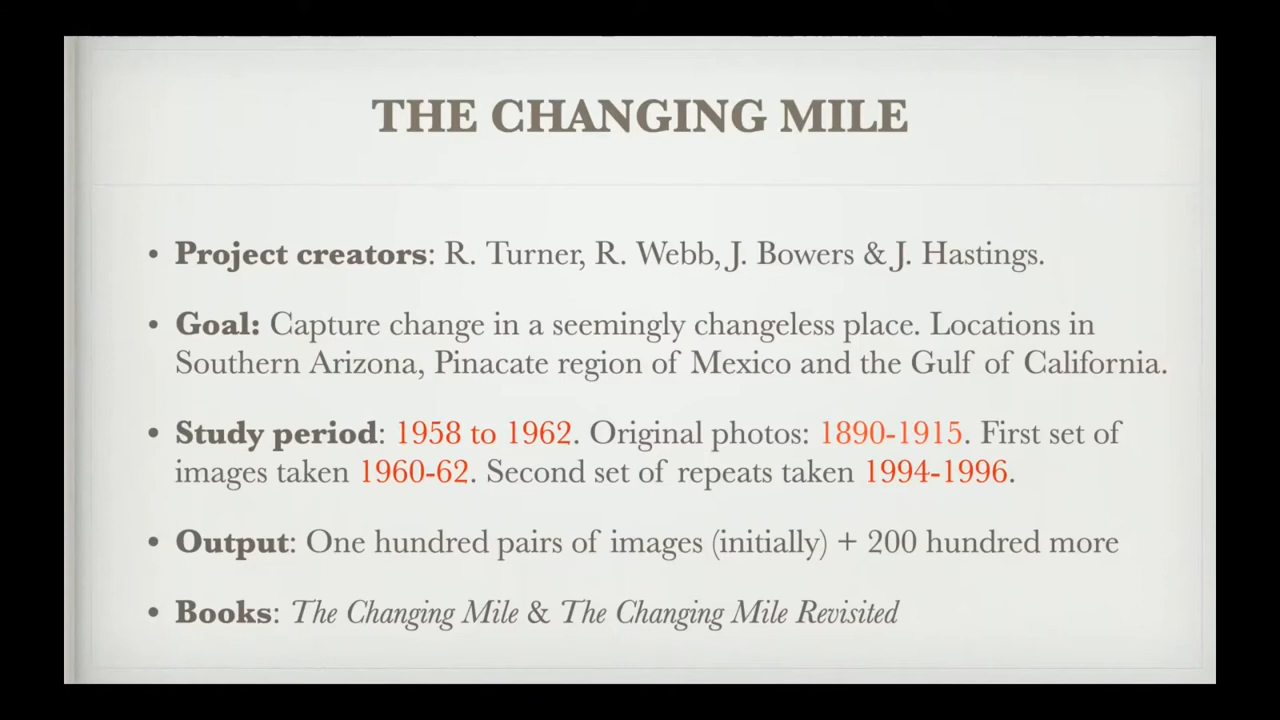 THE CHANGING MILE
• Project creators: R. Turner, R. Webb, J. Bowers & J. Hastings.
• Goal: Capture change in a seemingly changeless place. Locations in
Southern Arizona, Pinacate region of Mexico and the Gulf of California.
• Study period: 1958 to 1962. Original photos: 1890-1915. First set of
images taken 1960-62. Second set of repeats taken 1994-1996.
• Output: One hundred pairs of images (initially) + 200 hundred more
• Books: The Changing Mile & The Changing Mile Revisited